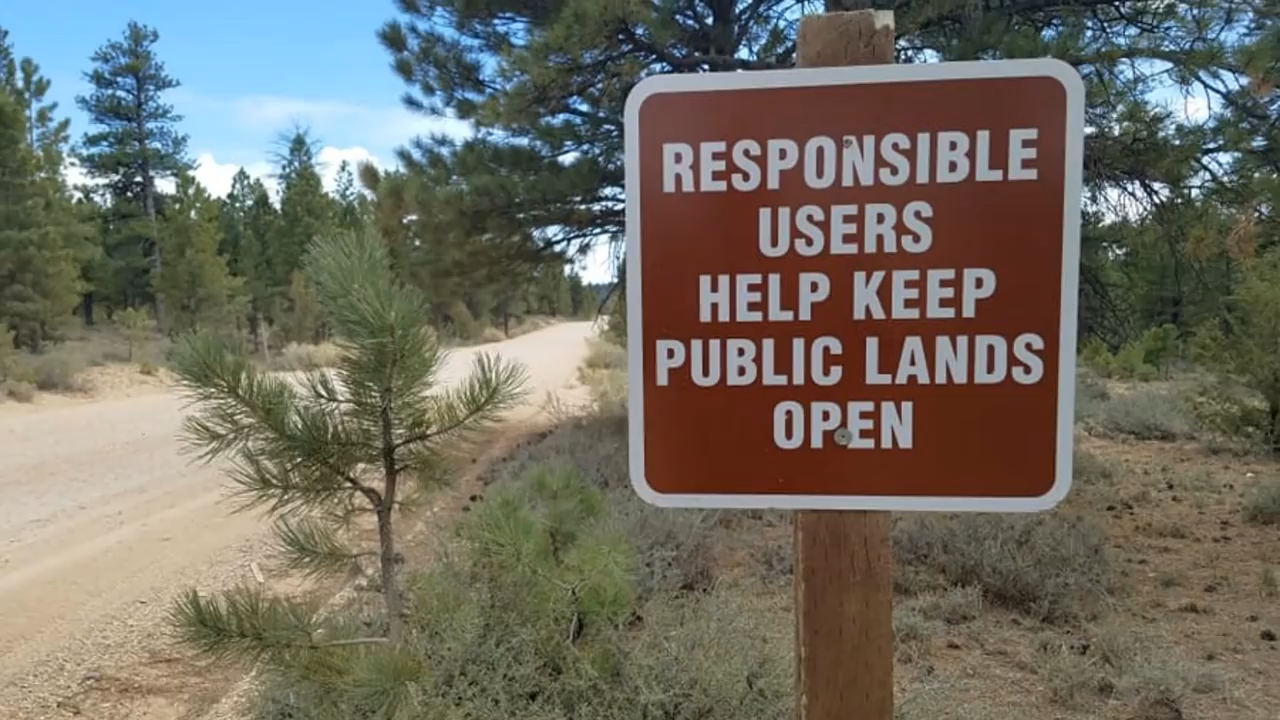 RESPONSIBLE
USERS
HELP KEEP
PUBLIC LANDS
OPEN